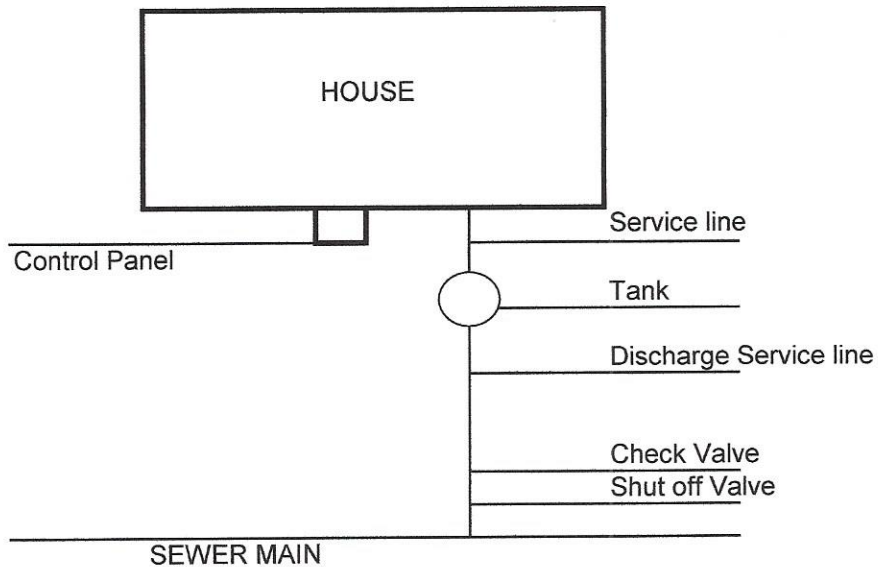 HOUSE
Service line
Control Panel
Tank
Discharge Service line
Check Valve
Shut off Valve
SEWER MAIN